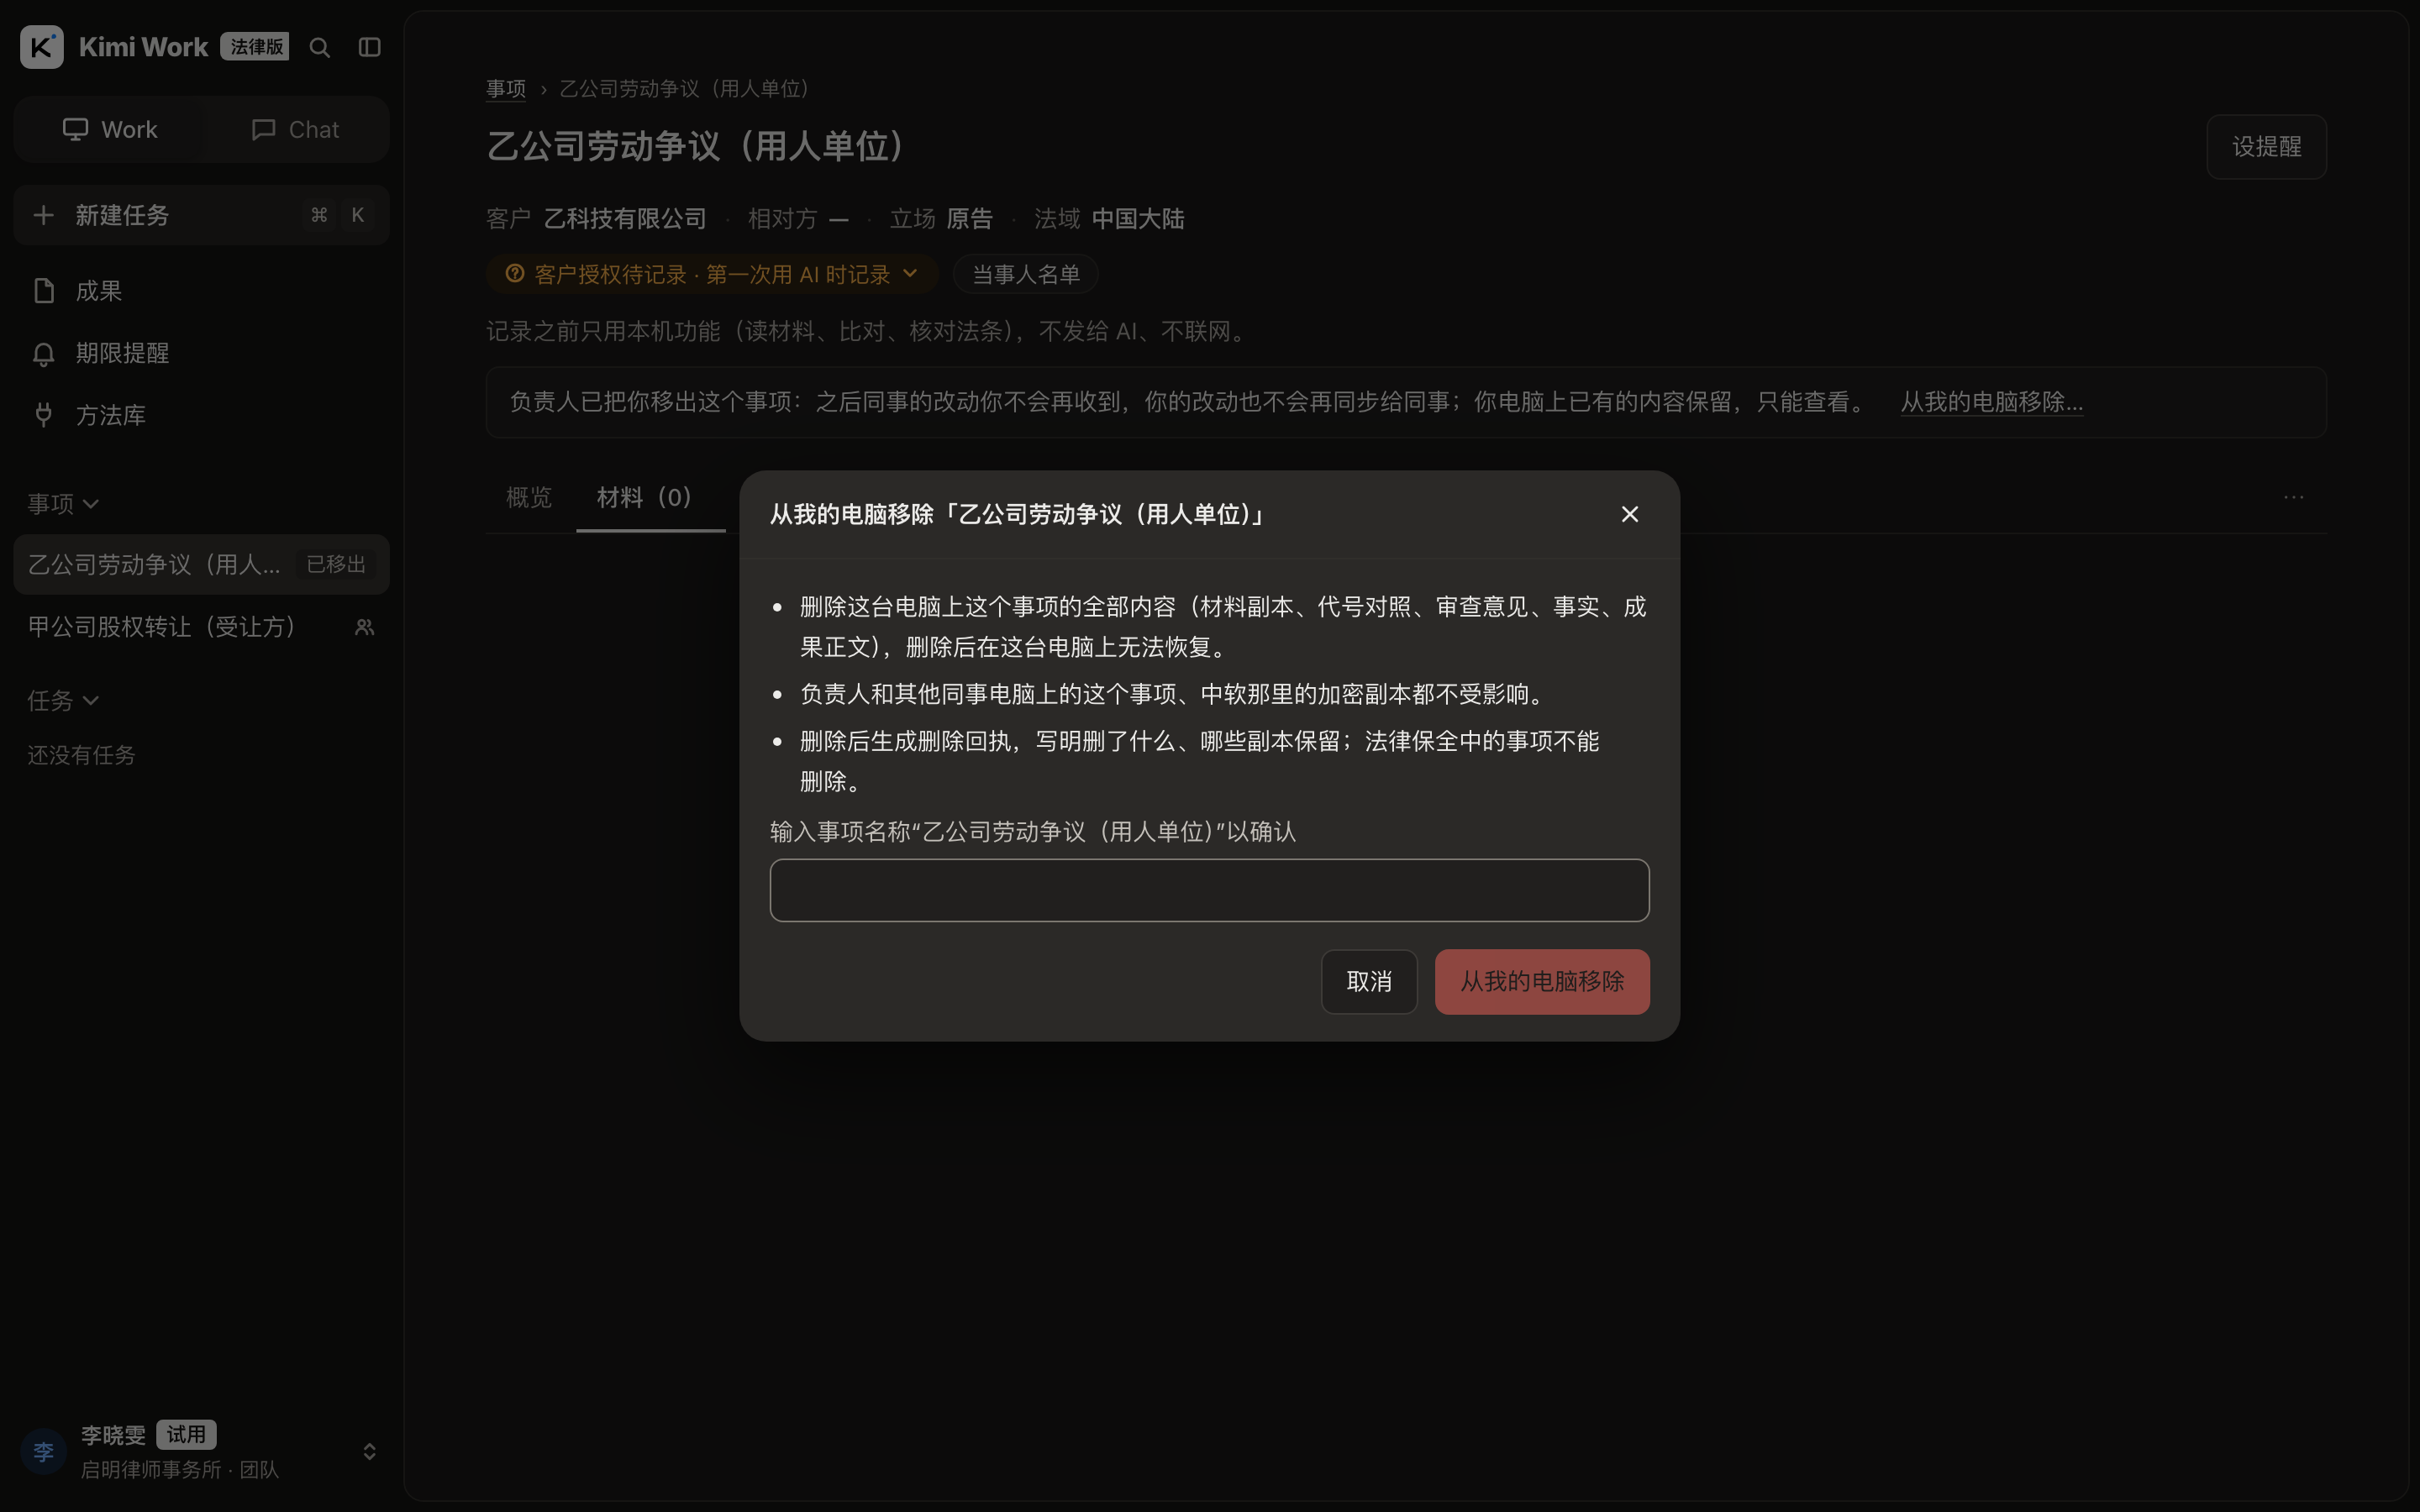 Kimi Work 法律版
Work
Chat
新建任务 ⌘ K
成果
期限提醒
方法库
事项
乙公司劳动争议（用人... 已移出
甲公司股权转让（受让方）
任务
还没有任务
李 李晓雯 试用
启明律师事务所 · 团队
事项 › 乙公司劳动争议（用人单位）
乙公司劳动争议（用人单位）
设提醒
客户 乙科技有限公司 · 相对方 — · 立场 原告 · 法域 中国大陆
客户授权待记录 · 第一次用 AI 时记录
当事人名单
记录之前只用本机功能（读材料、比对、核对法条），不发给 AI、不联网。
负责人已把你移出这个事项：之后同事的改动你不会再收到，你的改动也不会再同步给同事；你电脑上已有的内容保留，只能查看。 从我的电脑移除...
概览 材料（0） ...
从我的电脑移除「乙公司劳动争议（用人单位）」
• 删除这台电脑上这个事项的全部内容（材料副本、代号对照、审查意见、事实、成
果正文），删除后在这台电脑上无法恢复。
• 负责人和其他同事电脑上的这个事项、中软那里的加密副本都不受影响。
• 删除后生成删除回执，写明删了什么、哪些副本保留；法律保全中的事项不能
删除。
输入事项名称“乙公司劳动争议（用人单位）”以确认
取消
从我的电脑移除